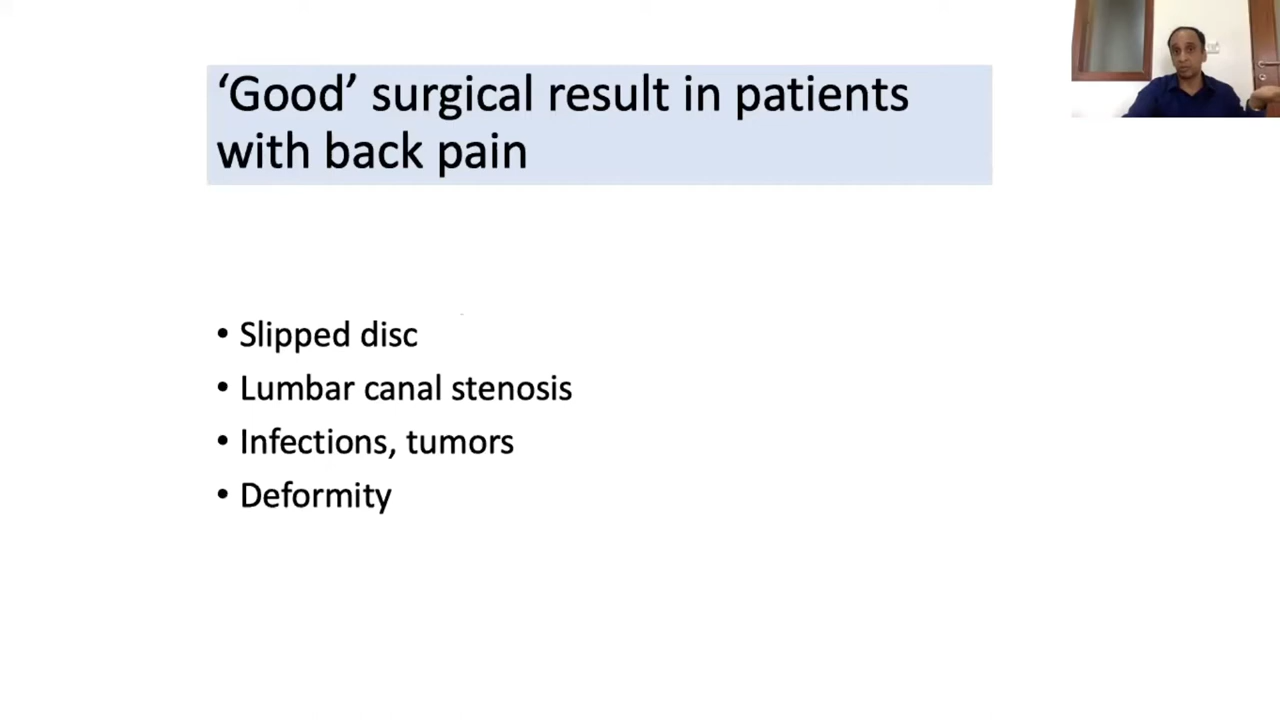 ‘Good’ surgical result in patients
with back pain
• Slipped disc
• Lumbar canal stenosis
• Infections, tumors
• Deformity